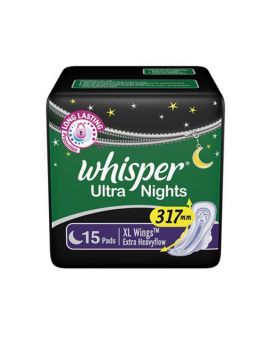 LONG LASTING
whisper
Ultra Nights
317mm
15 Pads
XL Wings™
Extra Heavyflow